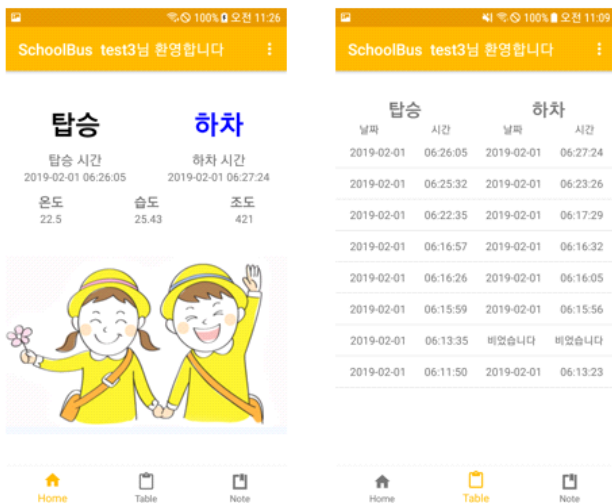 100% 오전 11:26
SchoolBus test3님 환영합니다
탑승 하차
탑승 시간 하차 시간
2019-02-01 06:26:05 2019-02-01 06:27:24
온도 습도 조도
22.5 25.43 421
Home Table Note
100% 오전 11:09
SchoolBus test3님 환영합니다
탑승 하차
날짜 시간 날짜 시간
2019-02-01 06:26:05 2019-02-01 06:27:24
2019-02-01 06:25:32 2019-02-01 06:23:26
2019-02-01 06:22:35 2019-02-01 06:17:29
2019-02-01 06:16:57 2019-02-01 06:16:32
2019-02-01 06:16:26 2019-02-01 06:16:05
2019-02-01 06:15:59 2019-02-01 06:15:56
2019-02-01 06:13:35 비었습니다 비었습니다
2019-02-01 06:11:50 2019-02-01 06:13:23
Home Table Note